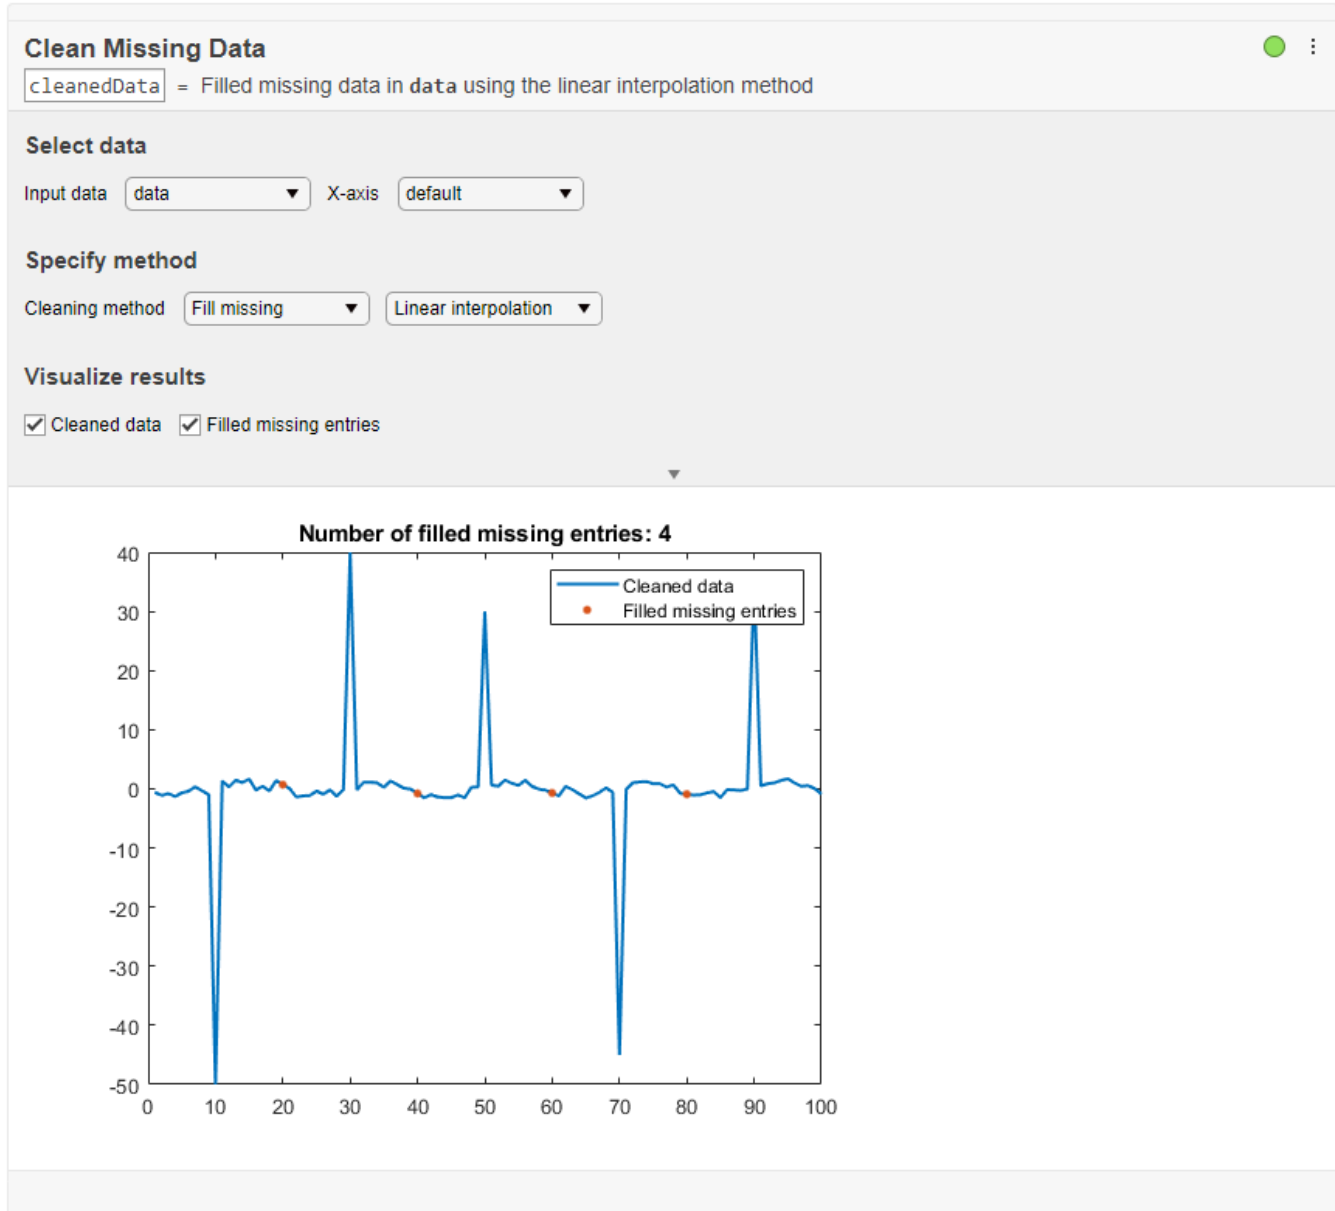 Clean Missing Data
cleanedData = Filled missing data in data using the linear interpolation method
Select data
Input data data X-axis default
Specify method
Cleaning method Fill missing Linear interpolation
Visualize results
Cleaned data Filled missing entries
Number of filled missing entries: 4
40
Cleaned data
30
Filled missing entries
20
10
0
-10
-20
-30
-40
-50
0 10 20 30 40 50 60 70 80 90 100